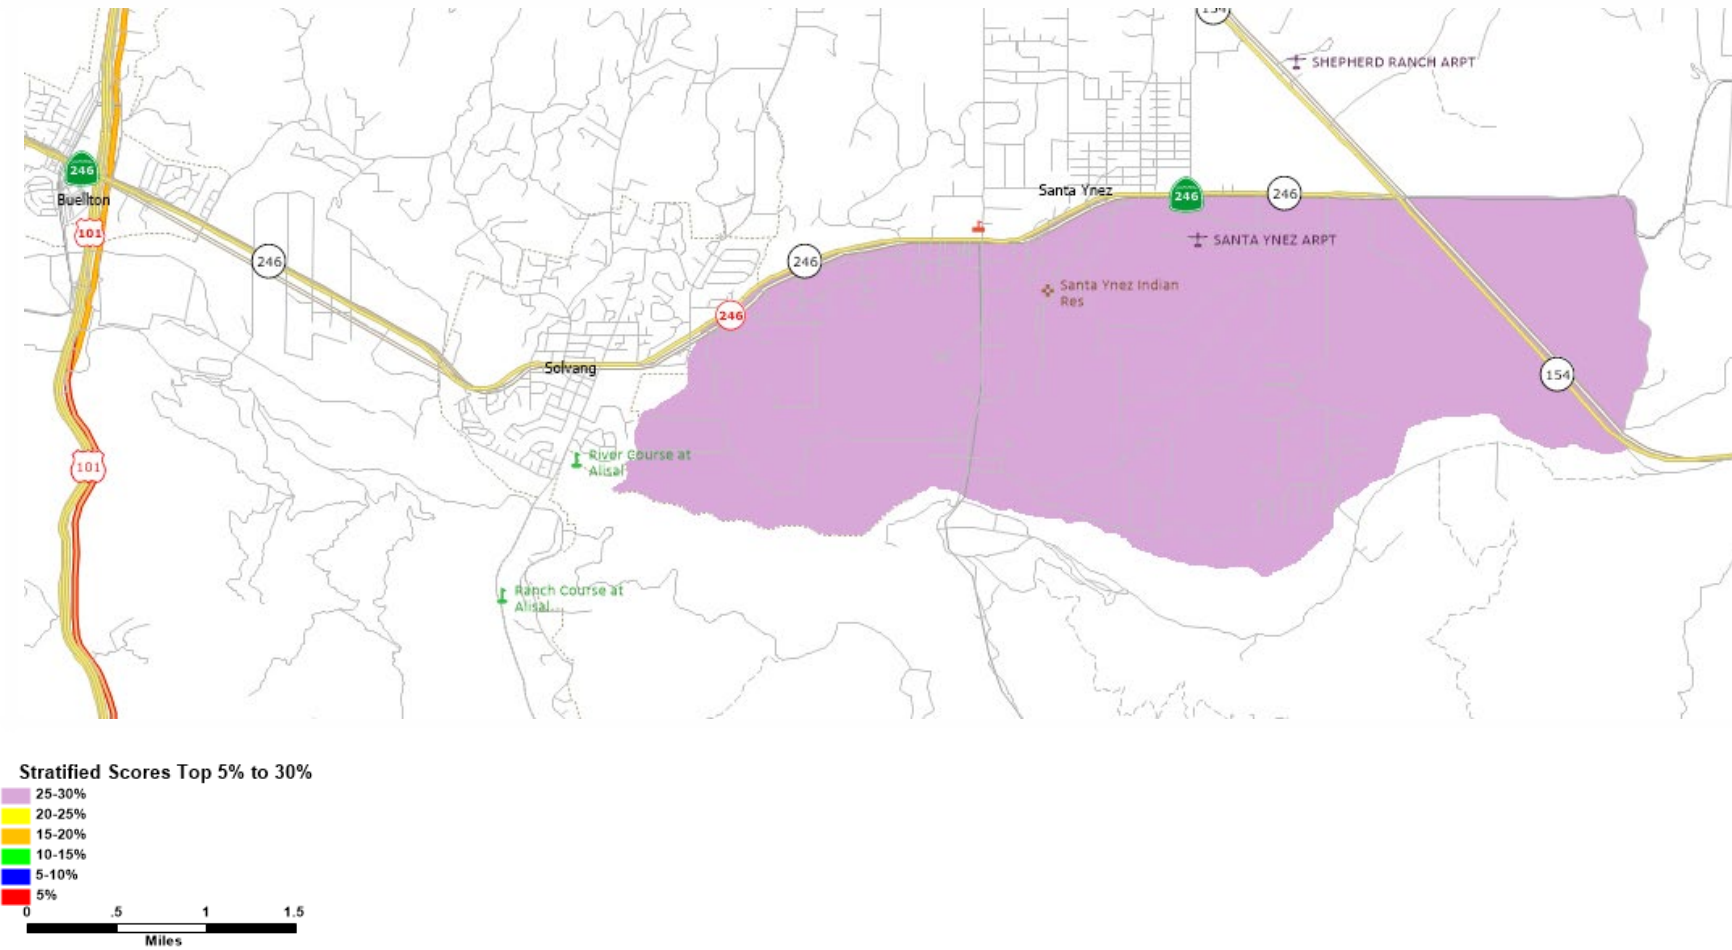 154
SHEPHERD RANCH ARPT
246
Buellton
101
246
Santa Ynez
246
246
SANTA YNEZ ARPT
246
Santa Ynez Indian
Res
246
Solvang
154
101
River Course at
Alisal
Ranch Course at
Alisal
Stratified Scores Top 5% to 30%
25-30%
20-25%
15-20%
10-15%
5-10%
5%
0 .5 1 1.5
Miles